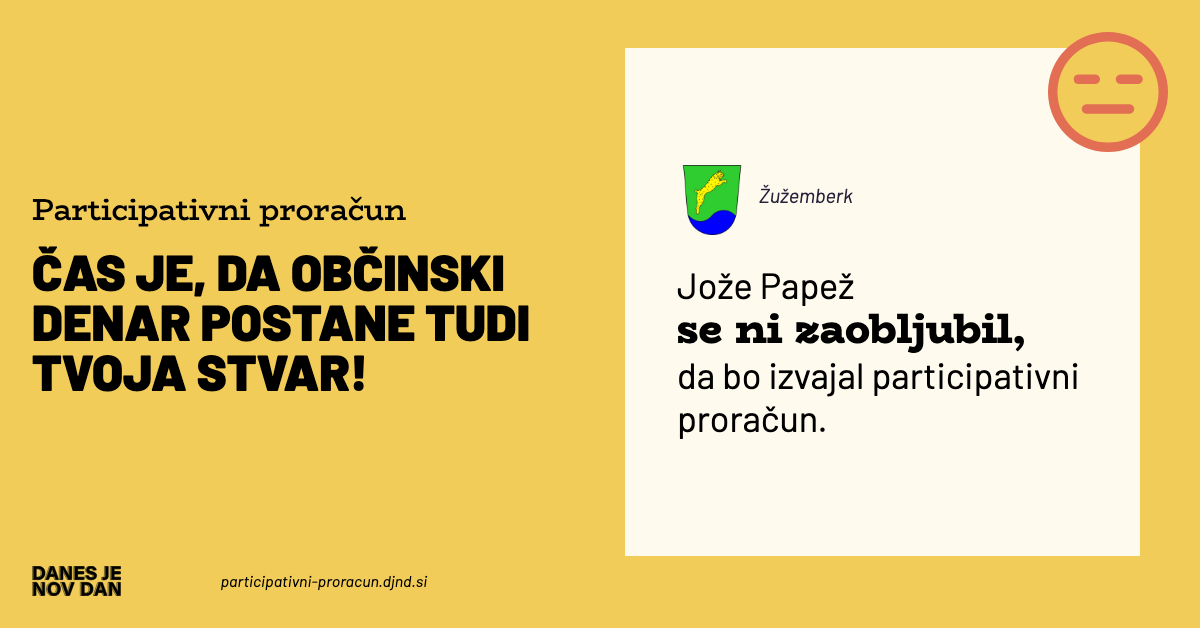 Participativni proračun
ČAS JE, DA OBČINSKI
DENAR POSTANE TUDI
TVOJA STVAR!
DANES JE
NOV DAN
participativni-proracun.djnd.si
Žužemberk
Jože Papež
se ni zaobljubil,
da bo izvajal participativni
proračun.